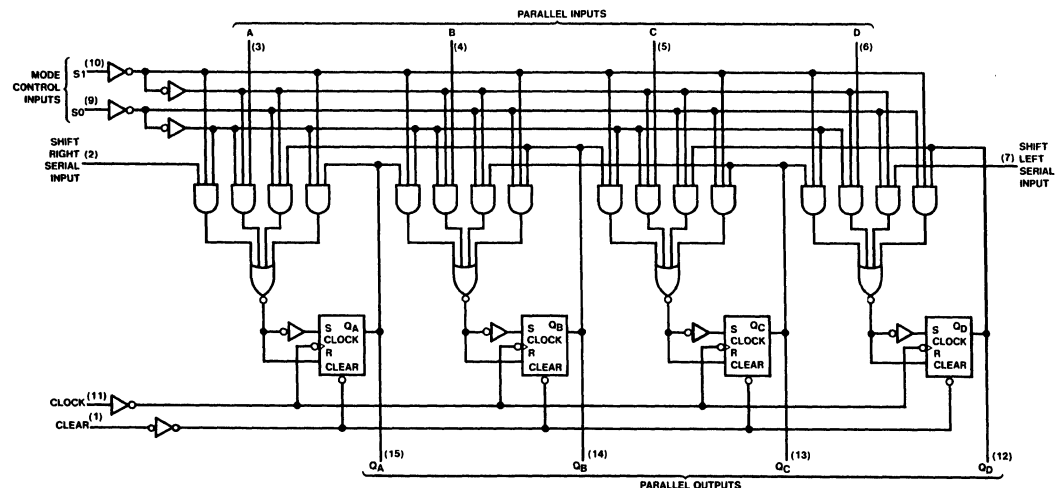 PARALLEL INPUTS
A B C D
(3) (4) (5) (6)
MODE CONTROL INPUTS
S1 (10)
S0 (9)
SHIFT RIGHT SERIAL INPUT (2)
(7) SHIFT LEFT SERIAL INPUT
S QA CLOCK R CLEAR
S QB CLOCK R CLEAR
S QC CLOCK R CLEAR
S QD CLOCK R CLEAR
CLOCK (11)
CLEAR (1)
QA (15) QB (14) QC (13) QD (12)
PARALLEL OUTPUTS